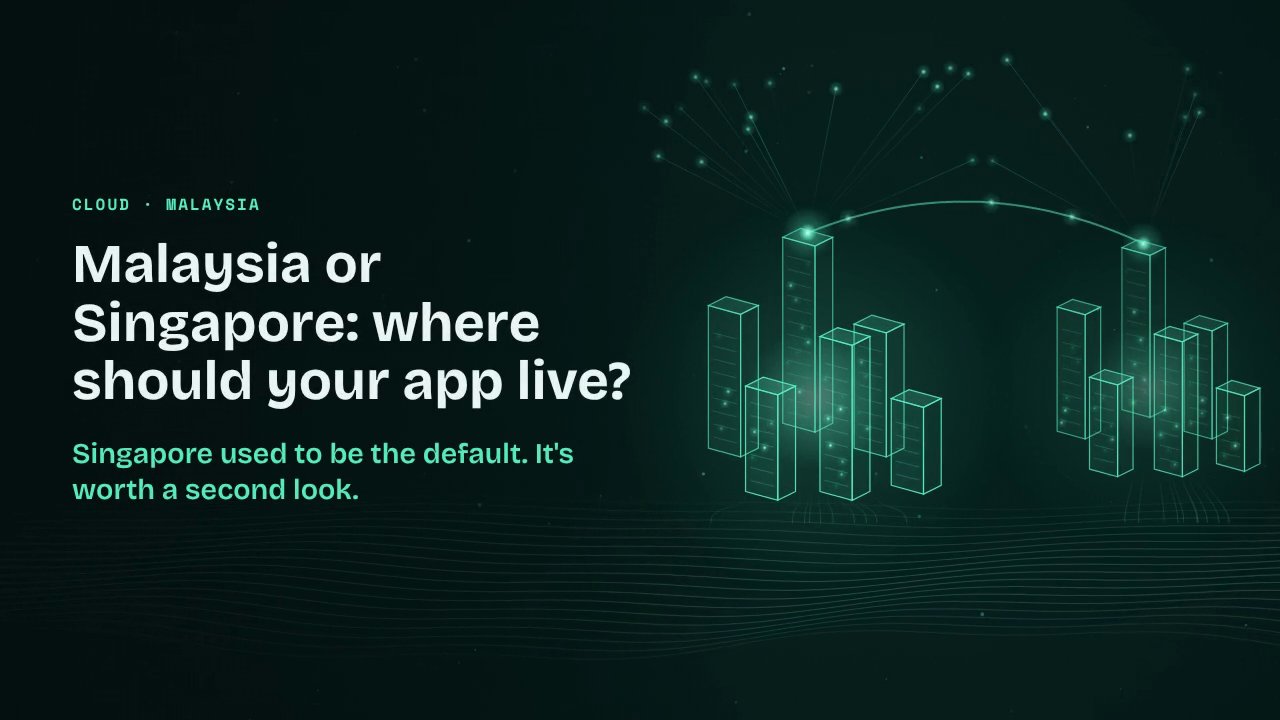 CLOUD · MALAYSIA
Malaysia or
Singapore: where
should your app live?
Singapore used to be the default. It's
worth a second look.